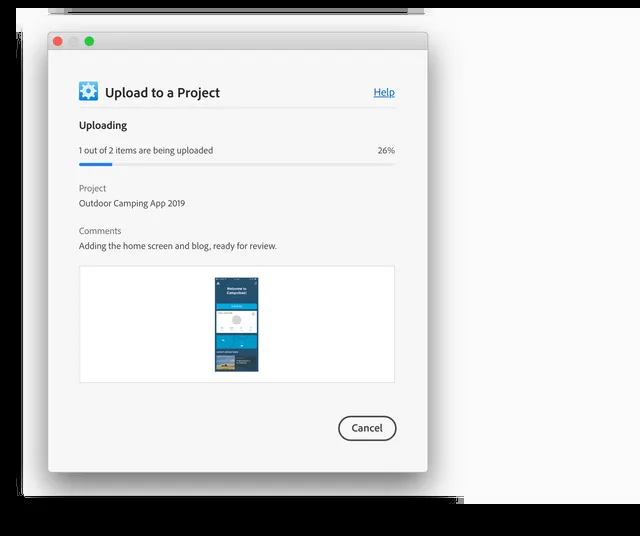 Upload to a Project
Help
Uploading
1 out of 2 items are being uploaded
26%
Project
Outdoor Camping App 2019
Comments
Adding the home screen and blog, ready for review.
Welcome to
Cancel